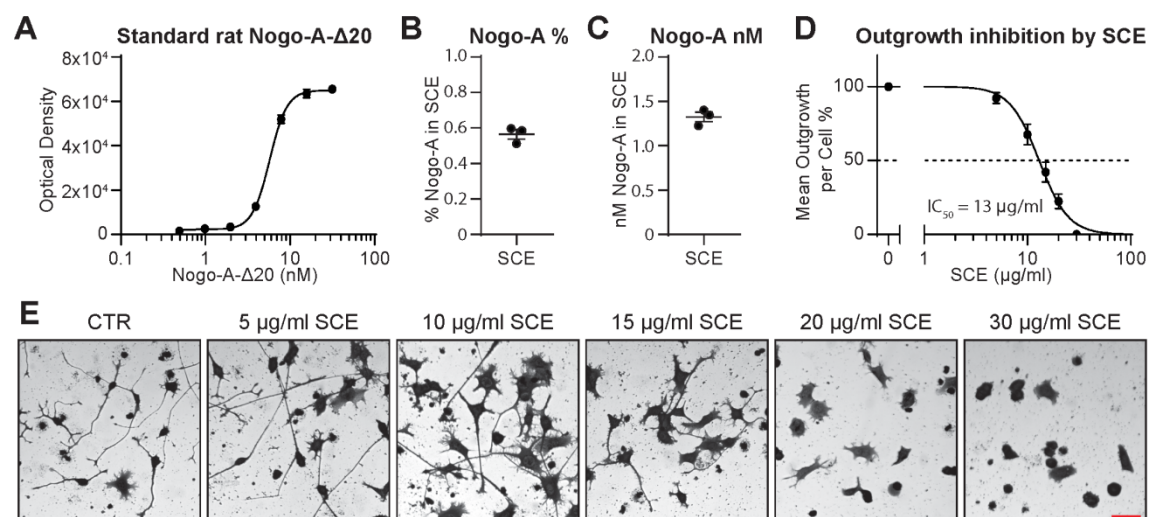 A Standard rat Nogo-A-Δ20
Optical Density
8x10⁴
6x10⁴
4x10⁴
2x10⁴
0
0.1 1 10 100
Nogo-A-Δ20 (nM)
B Nogo-A %
% Nogo-A in SCE
1.0
0.8
0.6
0.4
0.2
0
SCE
C Nogo-A nM
nM Nogo-A in SCE
2.0
1.5
1.0
0.5
0
SCE
D Outgrowth inhibition by SCE
Mean Outgrowth
per Cell %
100
50
0
IC₅₀ = 13 µg/ml
0 1 10 100
SCE (µg/ml)
E
CTR 5 µg/ml SCE 10 µg/ml SCE 15 µg/ml SCE 20 µg/ml SCE 30 µg/ml SCE